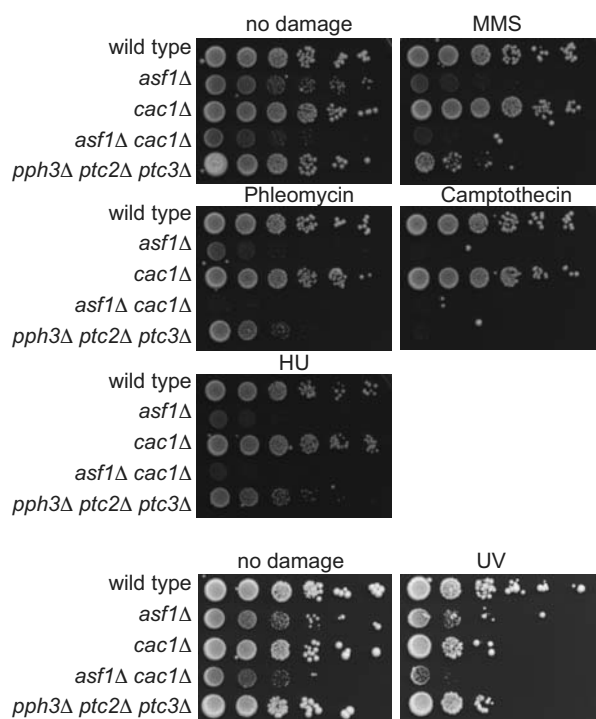 no damage MMS
wild type
asf1Δ
cac1Δ
asf1Δ cac1Δ
pph3Δ ptc2Δ ptc3Δ
Phleomycin Camptothecin
wild type
asf1Δ
cac1Δ
asf1Δ cac1Δ
pph3Δ ptc2Δ ptc3Δ
HU
wild type
asf1Δ
cac1Δ
asf1Δ cac1Δ
pph3Δ ptc2Δ ptc3Δ
no damage UV
wild type
asf1Δ
cac1Δ
asf1Δ cac1Δ
pph3Δ ptc2Δ ptc3Δ